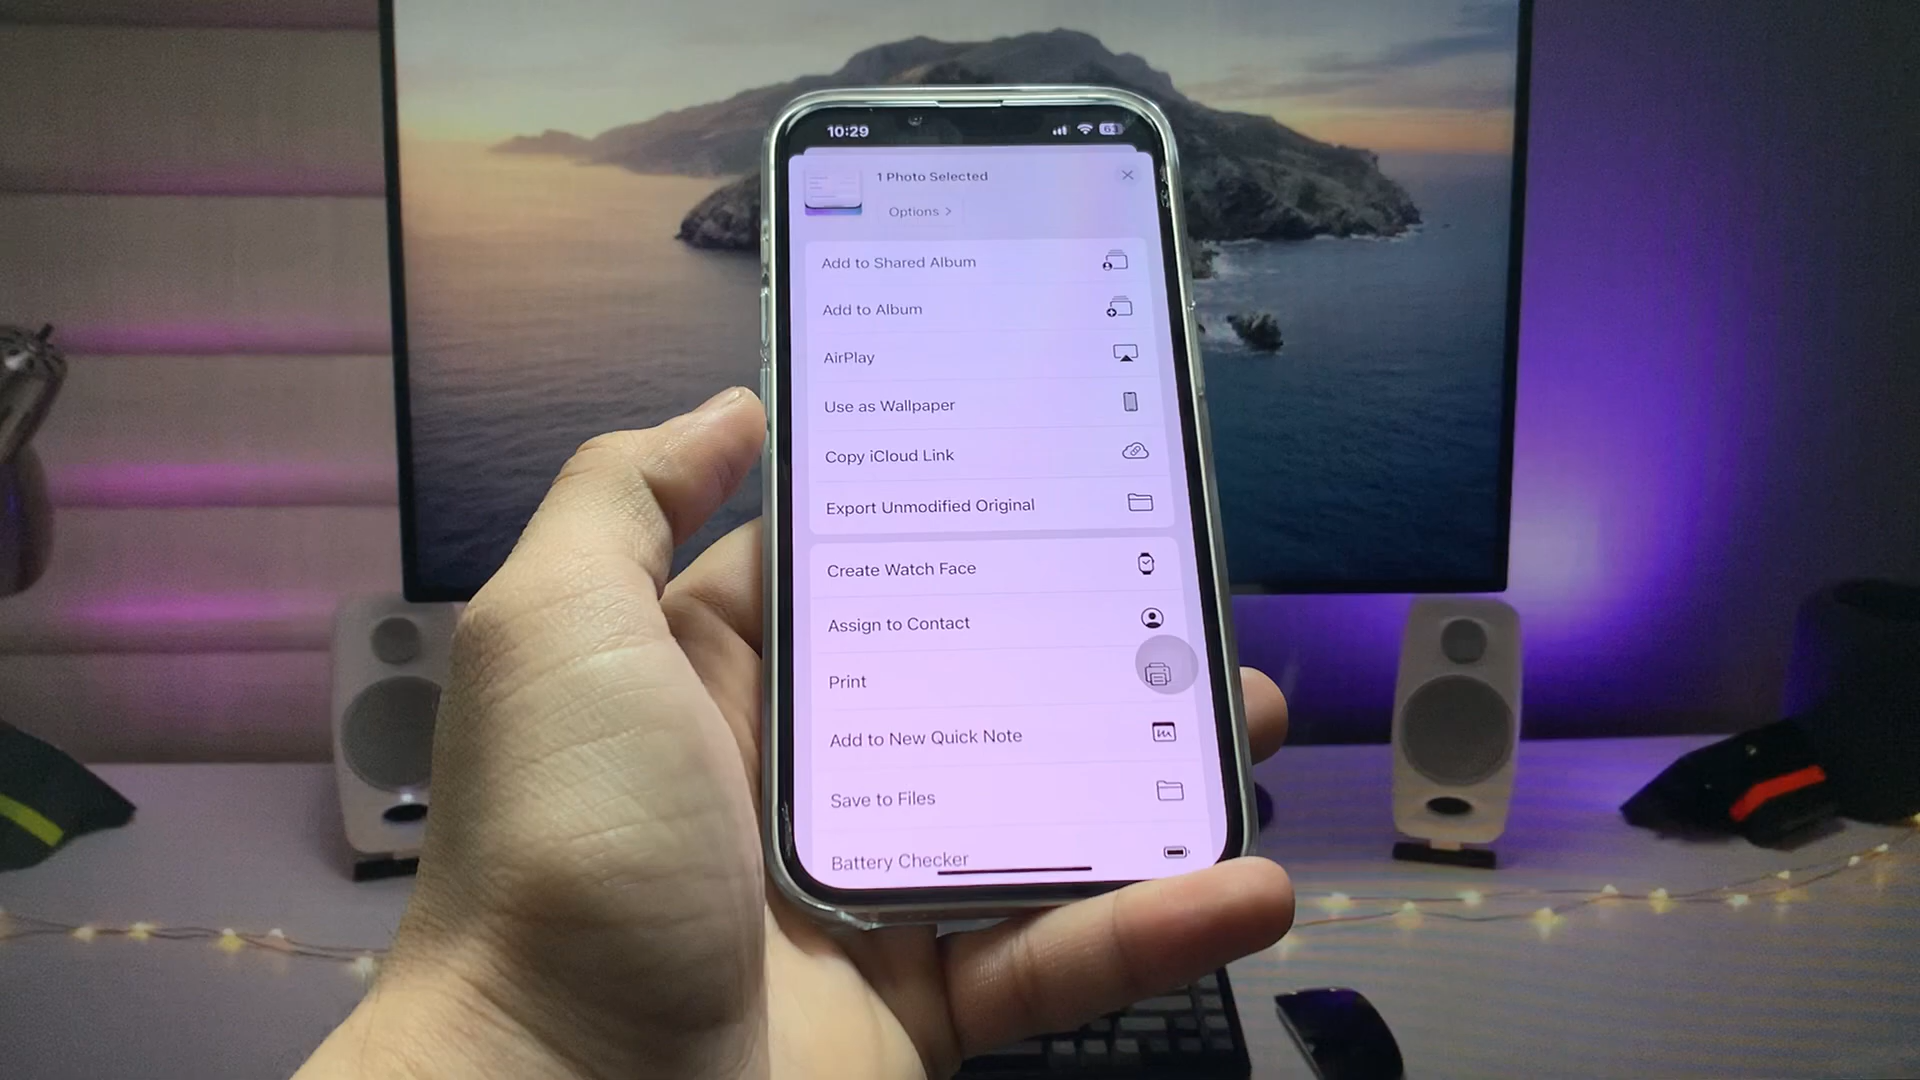 10:29
63
1 Photo Selected
Options >
Add to Shared Album
Add to Album
AirPlay
Use as Wallpaper
Copy iCloud Link
Export Unmodified Original
Create Watch Face
Assign to Contact
Print
Add to New Quick Note
Save to Files
Battery Checker